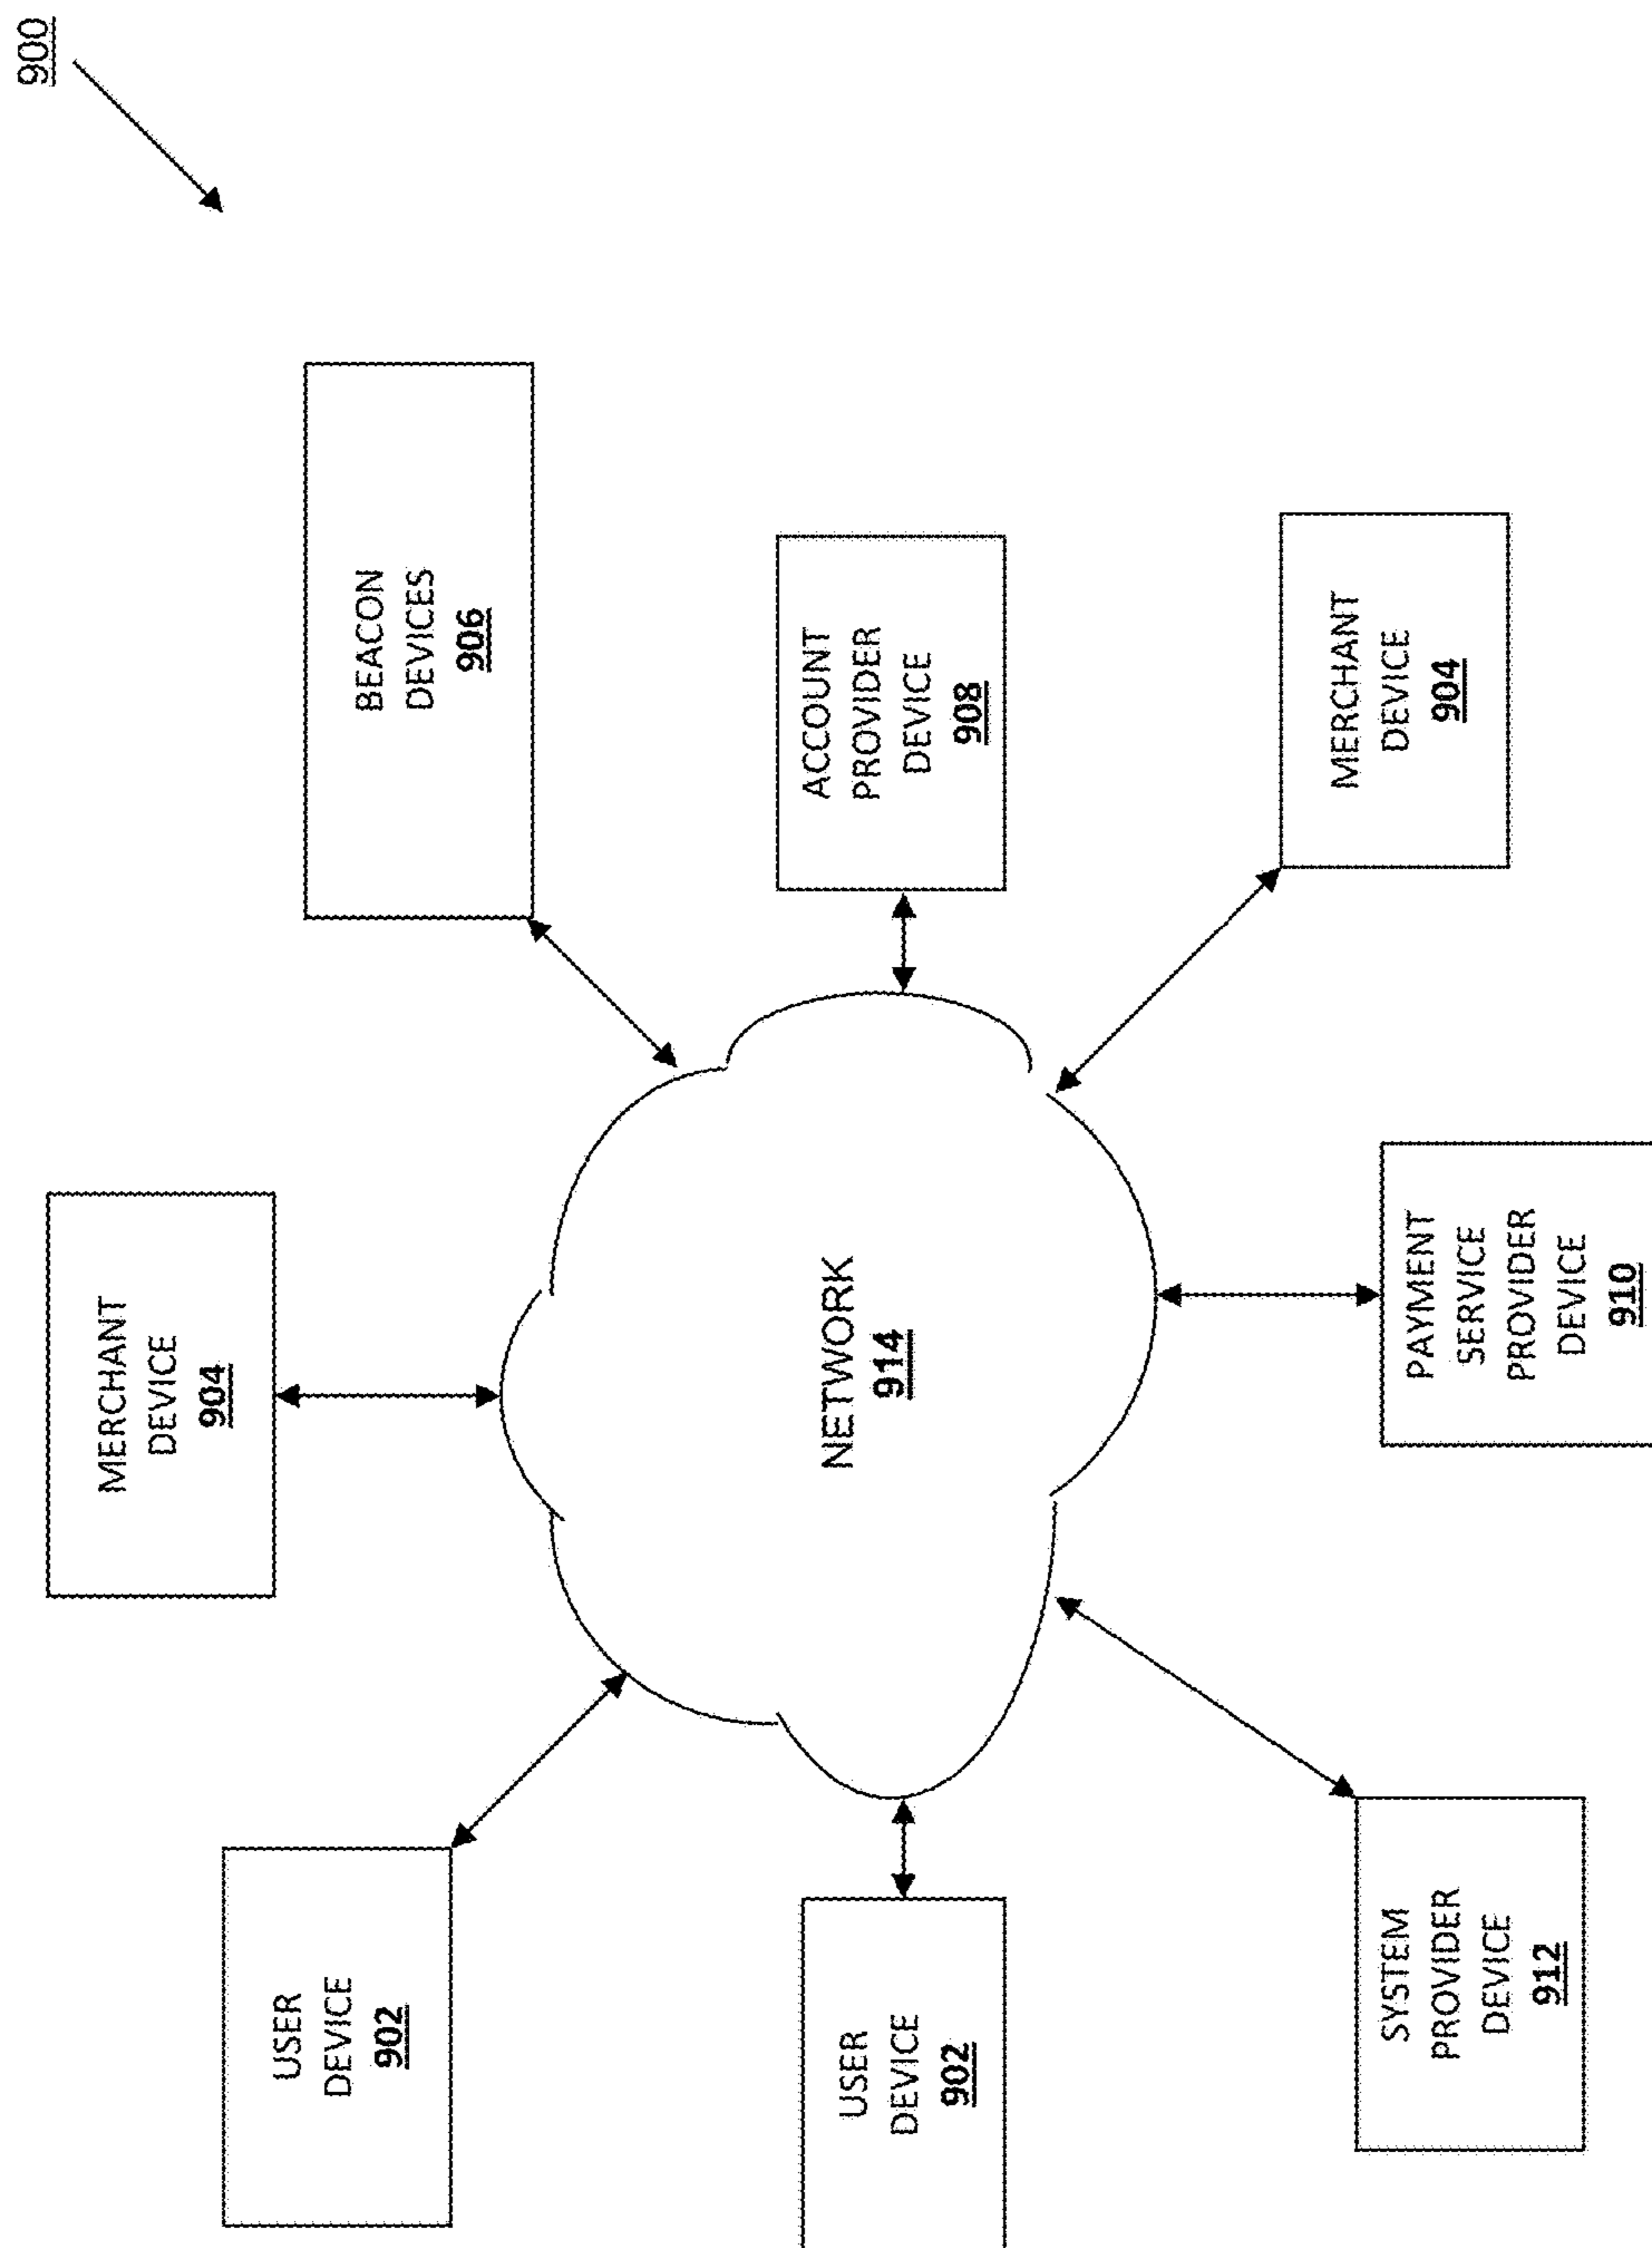 900
MERCHANT
DEVICE
904
USER
DEVICE
902
BEACON
DEVICES
906
USER
DEVICE
902
NETWORK
914
ACCOUNT
PROVIDER
DEVICE
908
SYSTEM
PROVIDER
DEVICE
912
PAYMENT
SERVICE
PROVIDER
DEVICE
910
MERCHANT
DEVICE
904